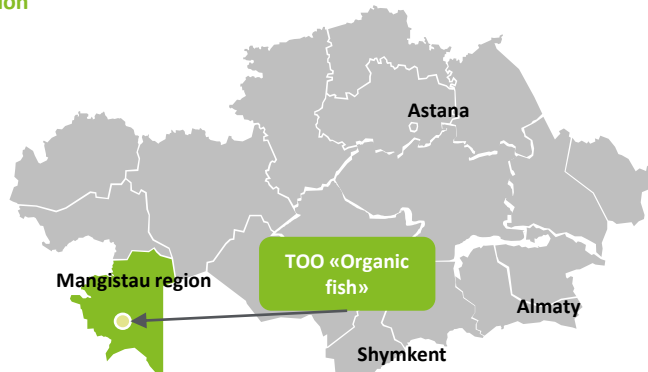 ion
Astana
TOO «Organic
fish»
Mangistau region
Almaty
Shymkent